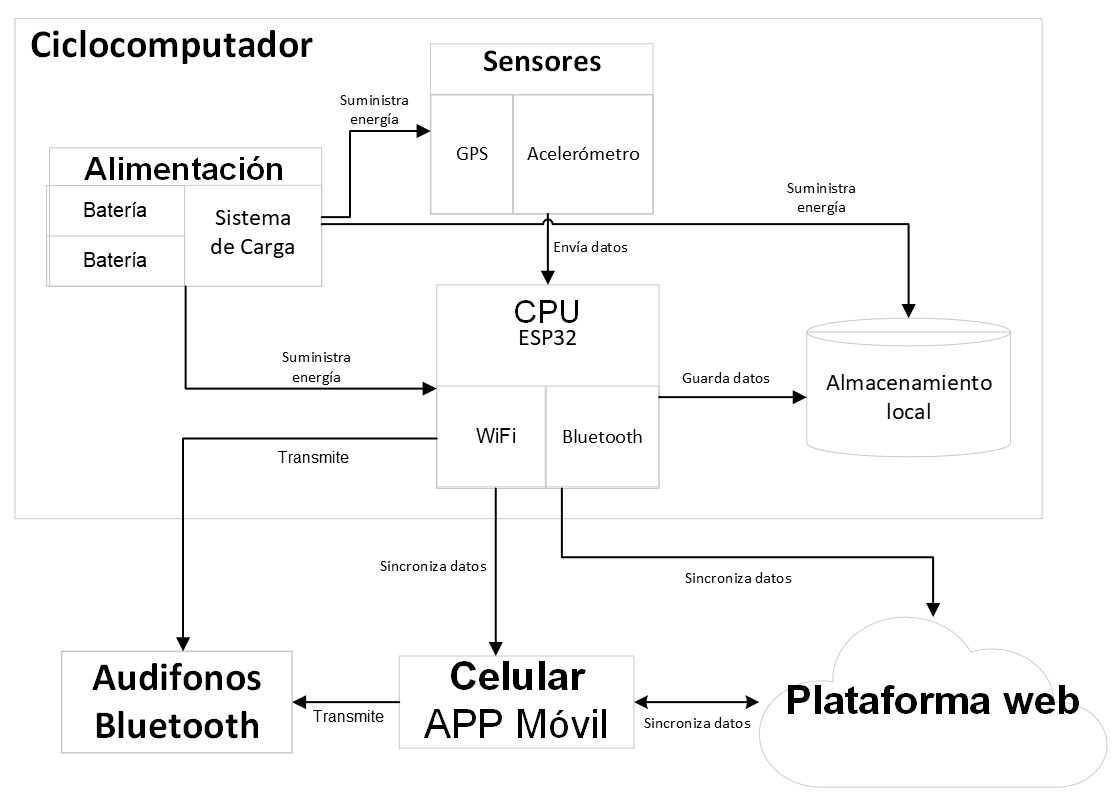 Ciclocomputador
Sensores
GPS
Acelerómetro
Suministra
energía
Alimentación
Batería
Batería
Sistema
de Carga
Suministra
energía
Envía datos
CPU
ESP32
WiFi
Bluetooth
Suministra
energía
Guarda datos
Almacenamiento
local
Transmite
Sincroniza datos
Sincroniza datos
Audifonos
Bluetooth
Transmite
Celular
APP Móvil
Sincroniza datos
Plataforma web